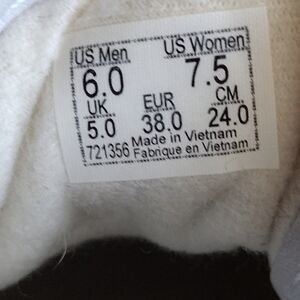 US Men US Women
6.0 7.5
UK EUR CM
5.0 38.0 24.0
721356 Made in Vietnam
Fabrique en Vietnam